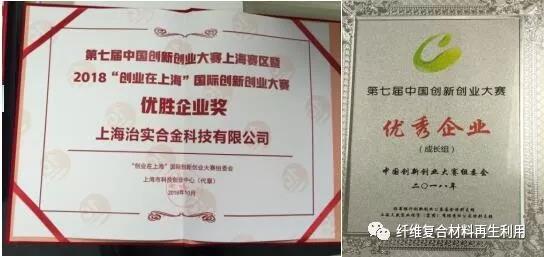 第七届中国创新创业大赛上海赛区暨
2018“创业在上海”国际创新创业大赛
优胜企业奖
上海治实合金科技有限公司
“创业在上海”国际创新创业大赛组委会
上海市科技创业中心（代章）
2018年10月
第七届中国创新创业大赛
优秀企业
（成长组）
中国创新创业大赛组委会
二〇一八年
纤维复合材料再生利用